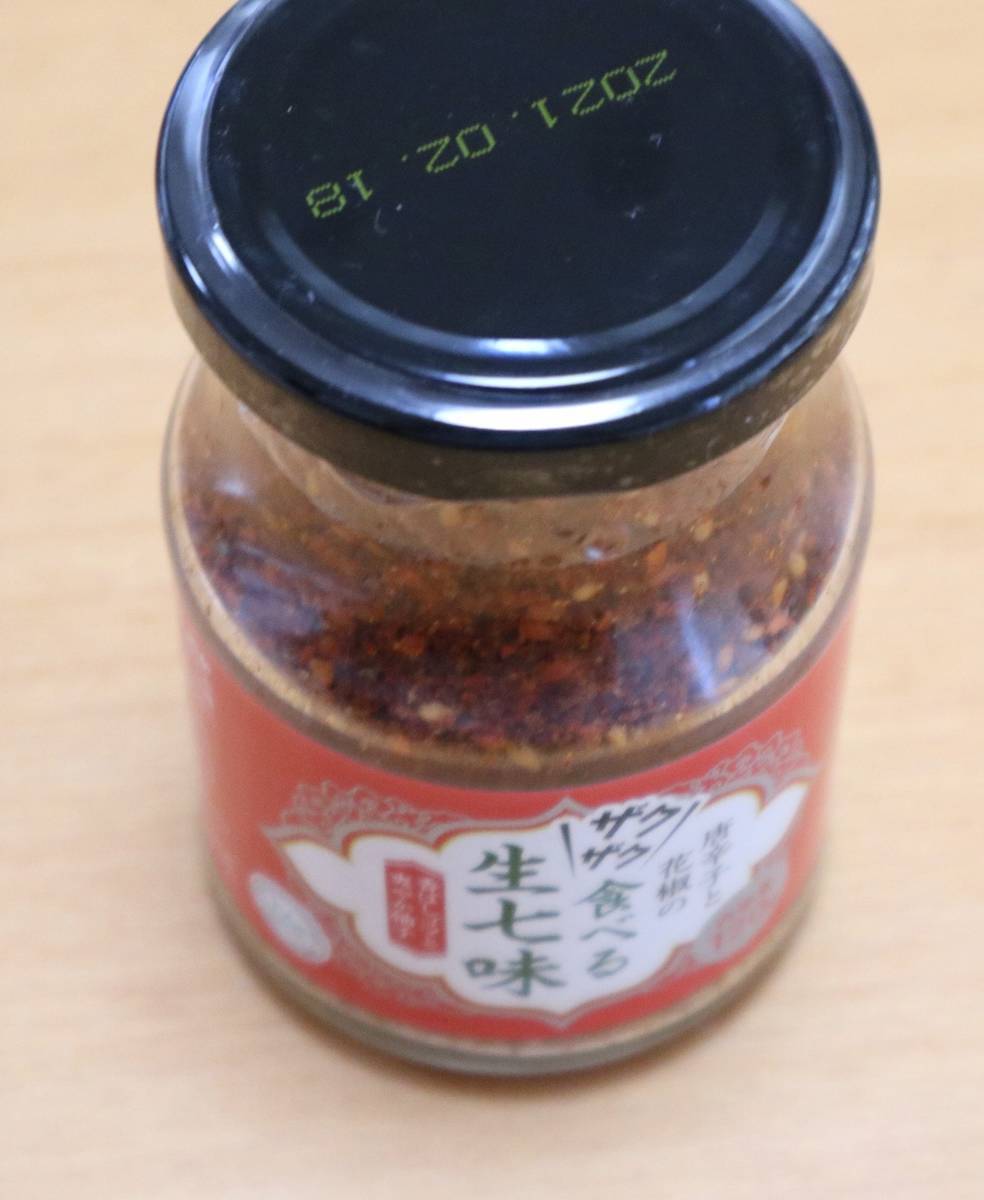 2021.02.18
唐辛子と
花椒の
ザク
ザク
食べる
生七味